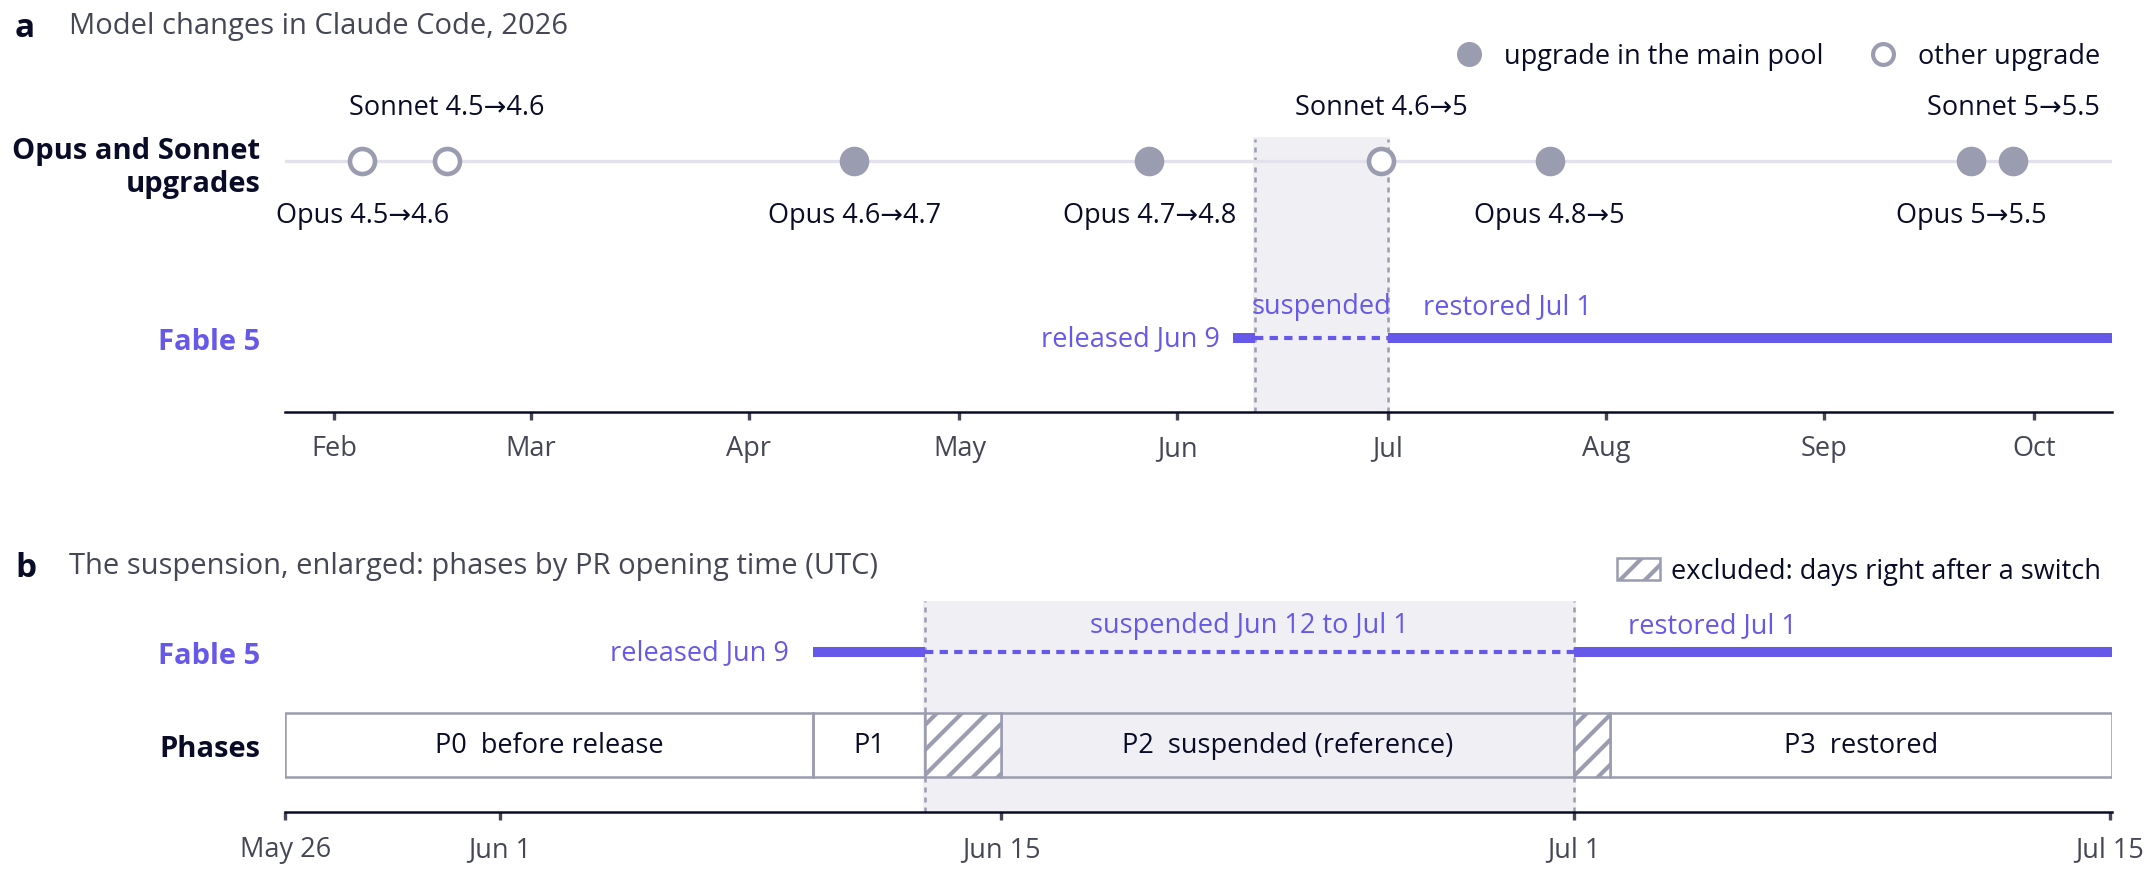 a Model changes in Claude Code, 2026
upgrade in the main pool
other upgrade
Sonnet 4.5→4.6
Sonnet 4.6→5
Sonnet 5→5.5
Opus and Sonnet
upgrades
Opus 4.5→4.6
Opus 4.6→4.7
Opus 4.7→4.8
Opus 4.8→5
Opus 5→5.5
suspended
restored Jul 1
Fable 5
released Jun 9
Feb
Mar
Apr
May
Jun
Jul
Aug
Sep
Oct
b The suspension, enlarged: phases by PR opening time (UTC)
excluded: days right after a switch
suspended Jun 12 to Jul 1
restored Jul 1
Fable 5
released Jun 9
Phases
P0 before release
P1
P2 suspended (reference)
P3 restored
May 26
Jun 1
Jun 15
Jul 1
Jul 15